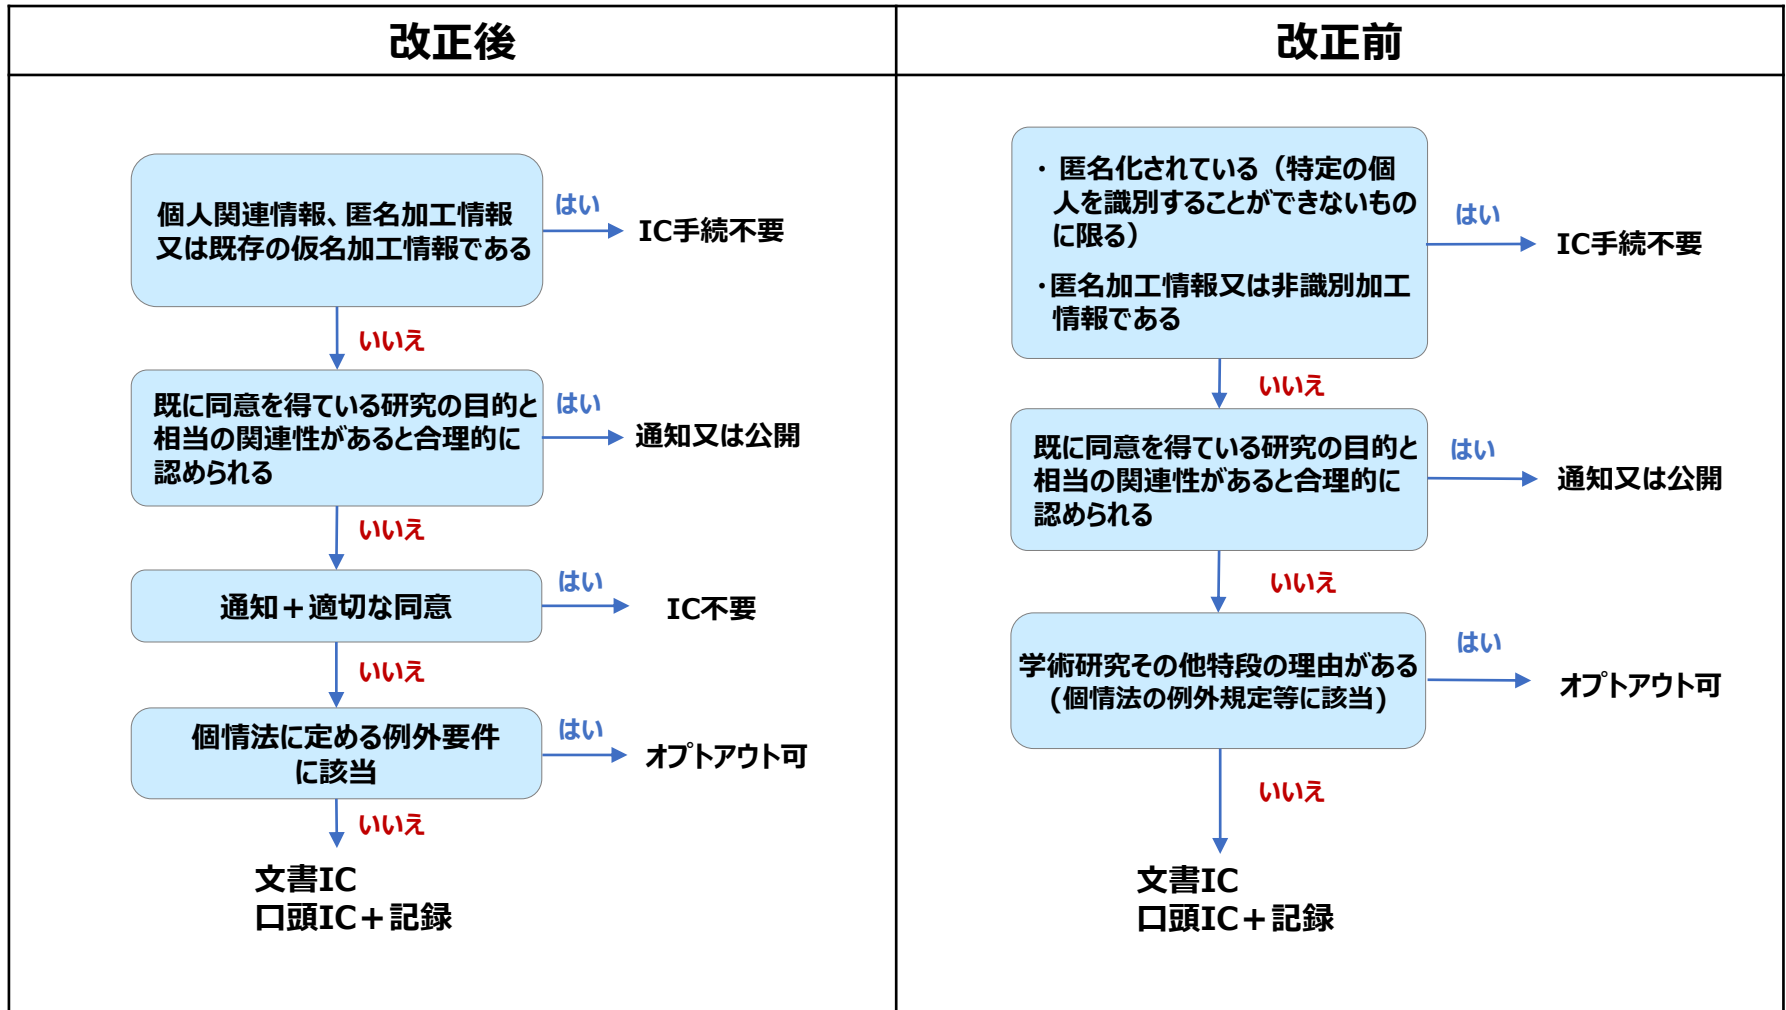 改正後
個人関連情報、匿名加工情報
又は既存の仮名加工情報である
はい
IC手続不要
いいえ
既に同意を得ている研究の目的と
相当の関連性があると合理的に
認められる
はい
通知又は公開
いいえ
通知+適切な同意
はい
IC不要
いいえ
個情法に定める例外要件
に該当
はい
オプトアウト可
いいえ
文書IC
口頭IC+記録
改正前
・ 匿名化されている(特定の個
人を識別することができないもの
に限る)
・匿名加工情報又は非識別加工
情報である
はい
IC手続不要
いいえ
既に同意を得ている研究の目的と
相当の関連性があると合理的に
認められる
はい
通知又は公開
いいえ
学術研究その他特段の理由がある
(個情法の例外規定等に該当)
はい
オプトアウト可
いいえ
文書IC
口頭IC+記録